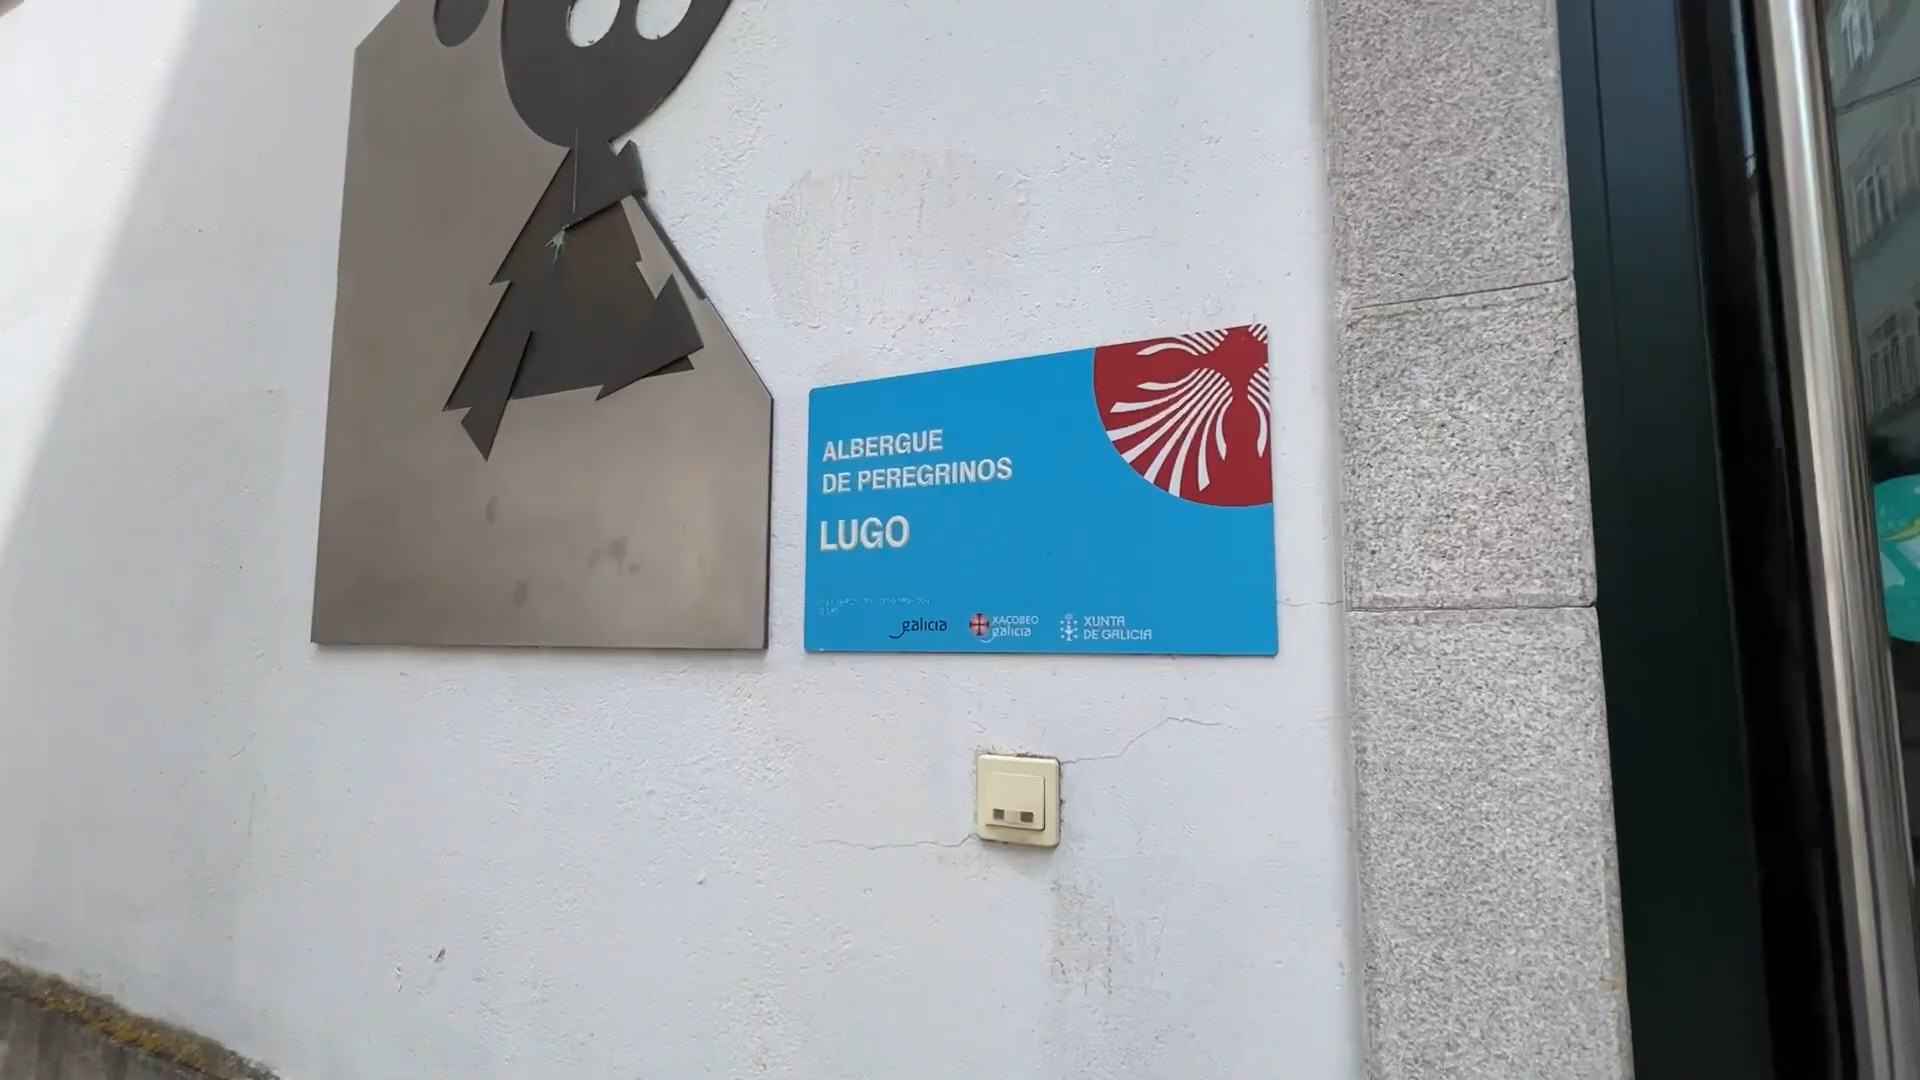 ALBERGUE
DE PEREGRINOS
LUGO
galicia
XACOBEO
galicia
XUNTA
DE GALICIA